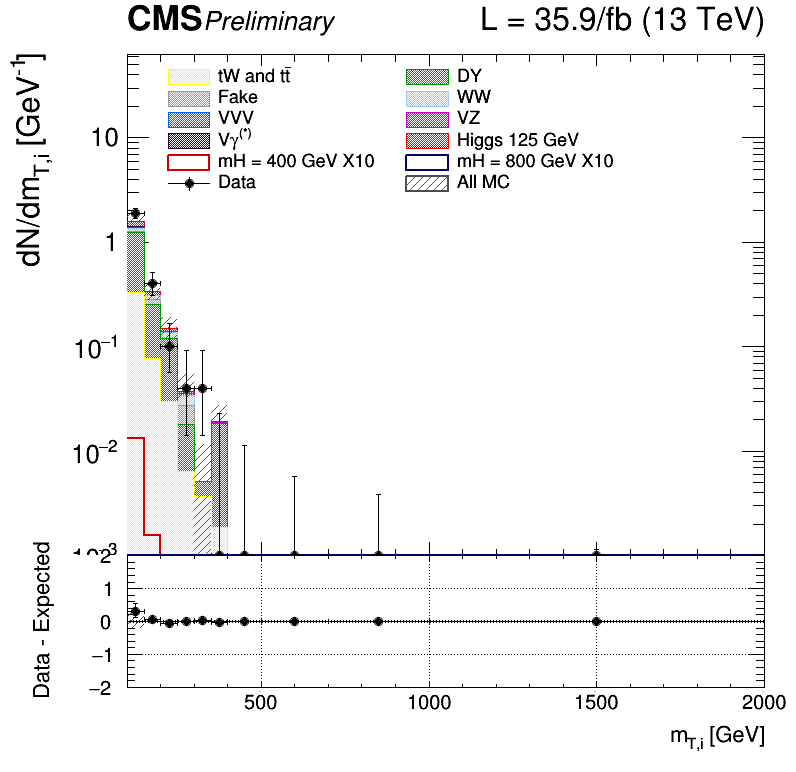 CMS Preliminary L = 35.9/fb (13 TeV)
dN/dm_{T,i} [GeV^{-1}]
tW and tt̄ DY
Fake WW
VVV VZ
Vγ^{(*)} Higgs 125 GeV
mH = 400 GeV X10 mH = 800 GeV X10
Data All MC
10
1
10^{−1}
10^{−2}
Data - Expected
2
1
0
−1
−2
500 1000 1500 2000
m_{T,i} [GeV]